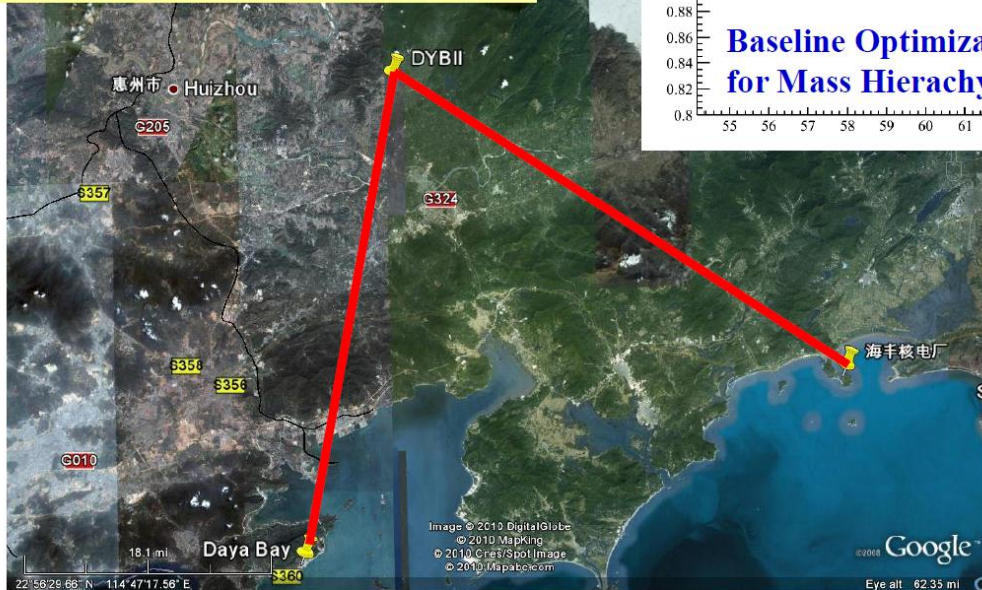 0.88
0.86
0.84
0.8
Baseline Optimiza
for Mass Hierachy
55 56 57 58 59 60 61
DYBII
惠州市 Huizhou
G205
S357
G324
海丰核电厂
S358
S356
G010
Daya Bay
S360
18.1 mi
22°56'29.66" N 114°47'17.56" E
Image © 2010 DigitalGlobe
© 2010 MapKing
© 2010 Cnes/Spot Image
© 2010 Mapabc.com
©2008 Google
Eye alt 62.35 mi